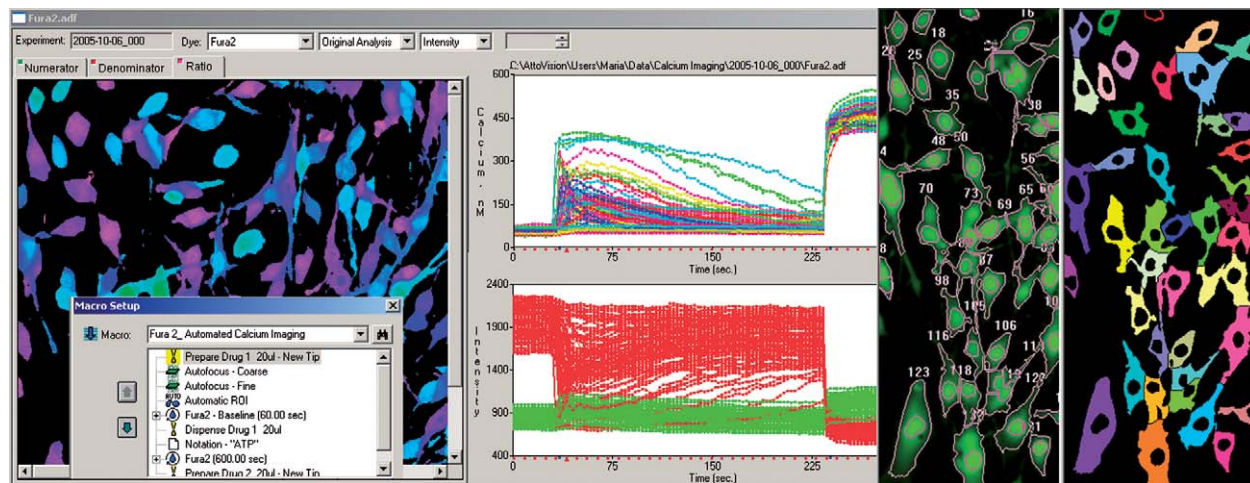 Fura2.adf
Experiment: 2005-10-06_000 Dye: Fura2 Original Analysis Intensity
Numerator Denominator Ratio
Macro Setup
Macro: Fura 2_ Automated Calcium Imaging
Prepare Drug 1 20ul - New Tip
Autofocus - Coarse
Autofocus - Fine
AUTO
Automatic ROI
Fura2 - Baseline (60.00 sec)
Dispense Drug 1 20ul
Notation - "ATP"
Fura2 (600.00 sec)
Prepare Drug 2 20ul - New Tip
C:\AttoVision\Users\Maria\Data\Calcium Imaging\2005-10-06_000\Fura2.adf
Calcium - nM
600
450
300
150
0
0 75 150 225
Time (sec.)
Intensity
2400
1900
1400
900
400
0 75 150 225
Time (sec.)
16
18
25
35
38
48
50
56
70
73
65
69
98
116
106
118
123